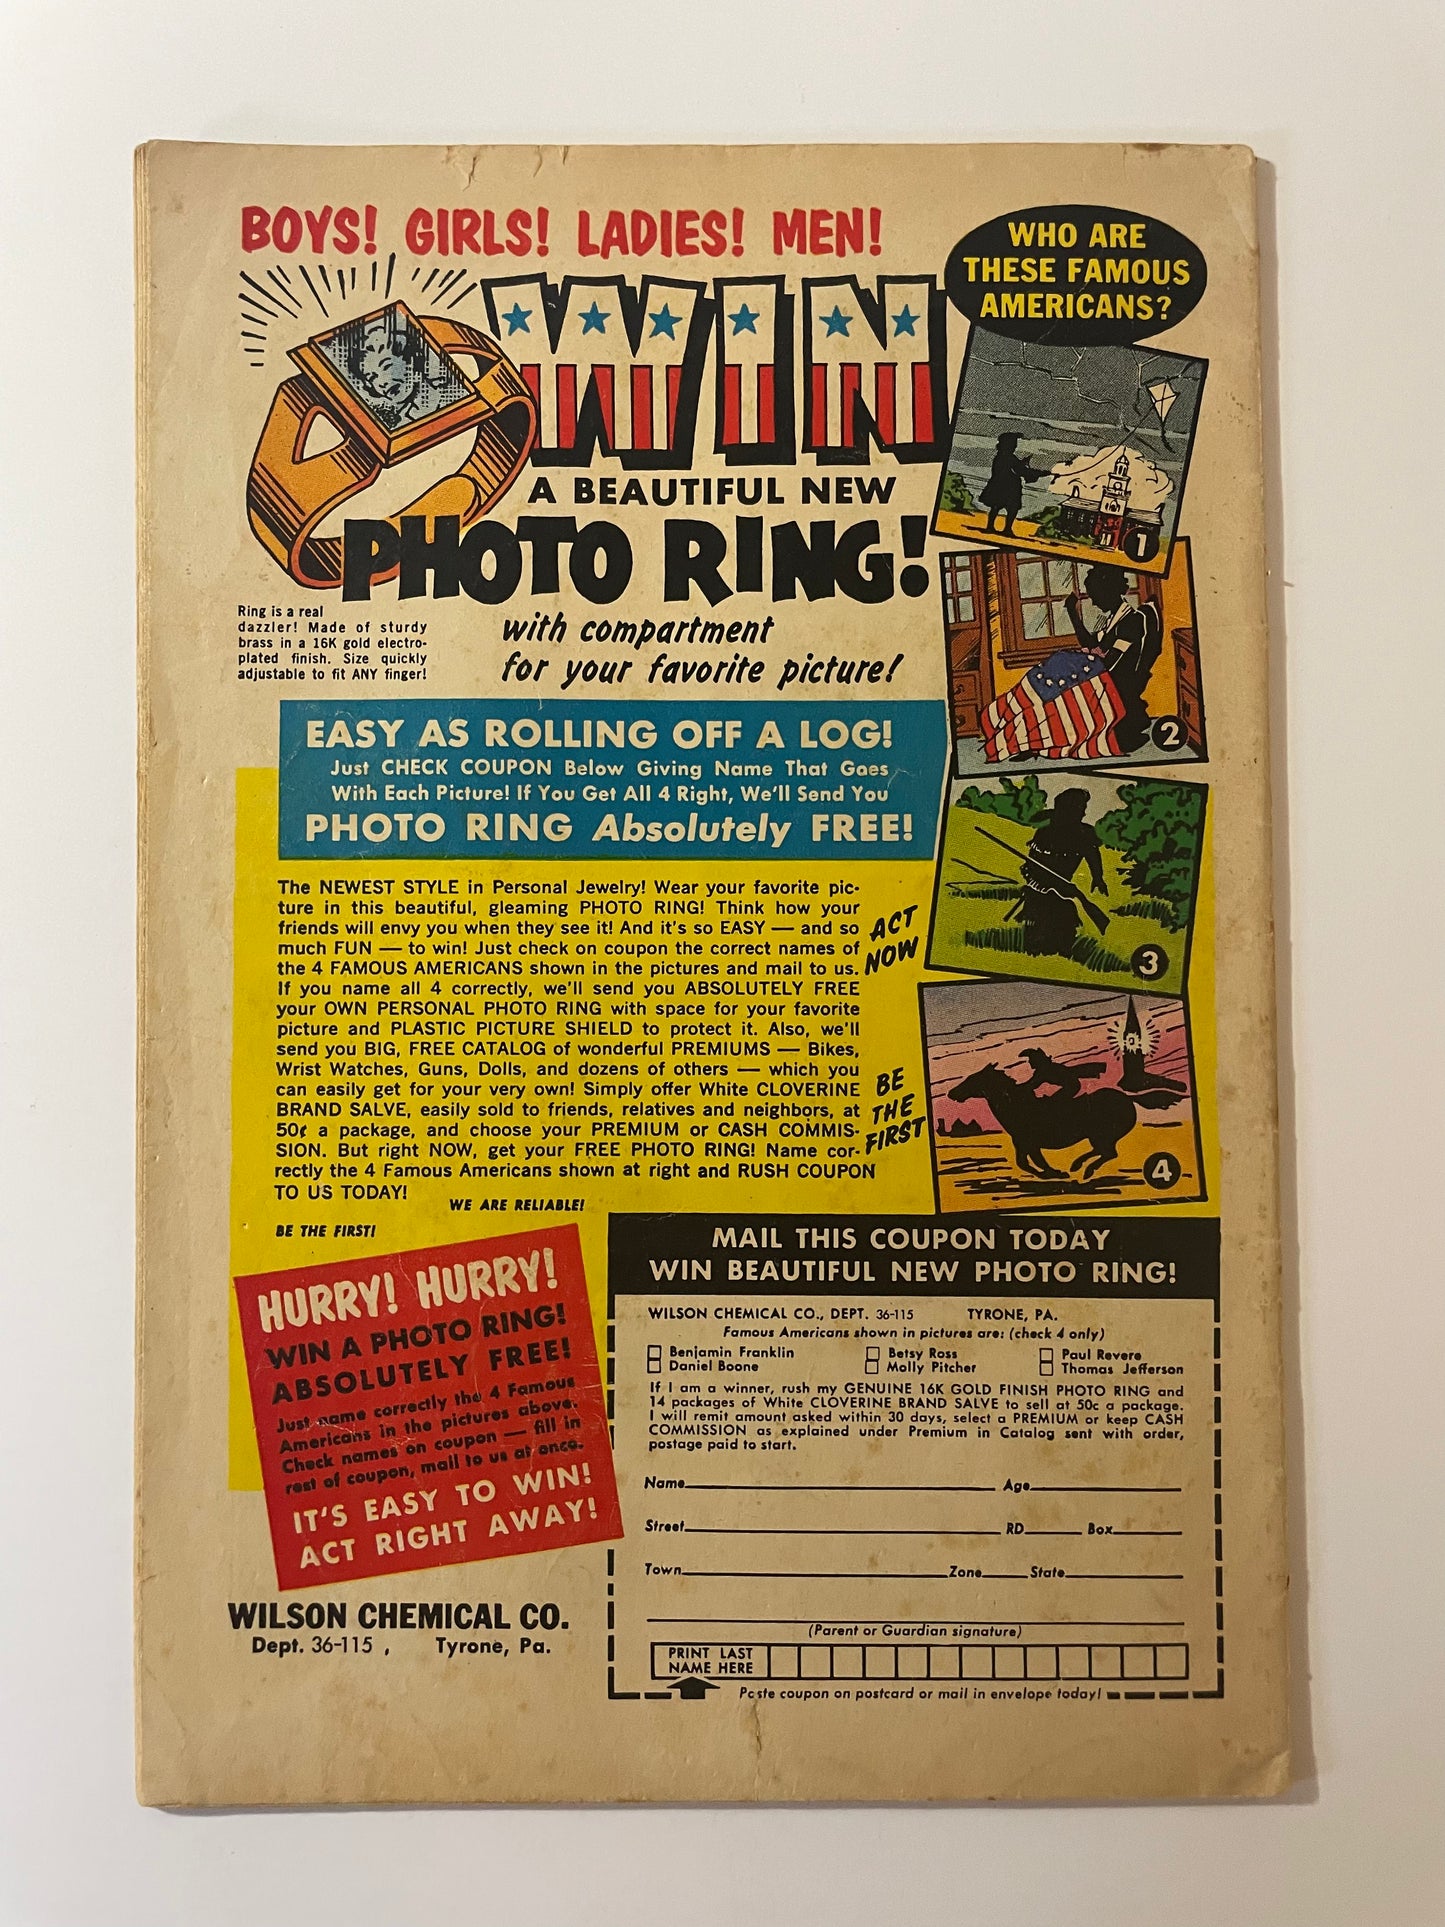 BOYS! GIRLS! LADIES! MEN!
WIN
A BEAUTIFUL NEW
PHOTO RING!
with compartment
for your favorite picture!
Ring is a real
dazzler! Made of sturdy
brass in a 16K gold electro-
plated finish. Size quickly
adjustable to fit ANY finger!
WHO ARE
THESE FAMOUS
AMERICANS?
1
2
3
4
EASY AS ROLLING OFF A LOG!
Just CHECK COUPON Below Giving Name That Goes
With Each Picture! If You Get All 4 Right, We'll Send You
PHOTO RING Absolutely FREE!
The NEWEST STYLE in Personal Jewelry! Wear your favorite pic-
ture in this beautiful, gleaming PHOTO RING! Think how your
friends will envy you when they see it! And it's so EASY — and so
much FUN — to win! Just check on coupon the correct names of
the 4 FAMOUS AMERICANS shown in the pictures and mail to us.
If you name all 4 correctly, we'll send you ABSOLUTELY FREE
your OWN PERSONAL PHOTO RING with space for your favorite
picture and PLASTIC PICTURE SHIELD to protect it. Also, we'll
send you BIG, FREE CATALOG of wonderful PREMIUMS — Bikes,
Wrist Watches, Guns, Dolls, and dozens of others — which you
can easily get for your very own! Simply offer White CLOVERINE
BRAND SALVE, easily sold to friends, relatives and neighbors, at
50¢ a package, and choose your PREMIUM or CASH COMMIS-
SION. But right NOW, get your FREE PHOTO RING! Name cor-
rectly the 4 Famous Americans shown at right and RUSH COUPON
TO US TODAY!
WE ARE RELIABLE!
BE THE FIRST!
ACT
NOW
BE
THE
FIRST
HURRY! HURRY!
WIN A PHOTO RING!
ABSOLUTELY FREE!
Just name correctly the 4 Famous
Americans in the pictures above.
Check names on coupon — fill in
rest of coupon, mail to us at once.
IT'S EASY TO WIN!
ACT RIGHT AWAY!
WILSON CHEMICAL CO.
Dept. 36-115 , Tyrone, Pa.
MAIL THIS COUPON TODAY
WIN BEAUTIFUL NEW PHOTO RING!
WILSON CHEMICAL CO., DEPT. 36-115 TYRONE, PA.
Famous Americans shown in pictures are: (check 4 only)
Benjamin Franklin Betsy Ross Paul Revere
Daniel Boone Molly Pitcher Thomas Jefferson
If I am a winner, rush my GENUINE 16K GOLD FINISH PHOTO RING and
14 packages of White CLOVERINE BRAND SALVE to sell at 50c a package.
I will remit amount asked within 30 days, select a PREMIUM or keep CASH
COMMISSION as explained under Premium in Catalog sent with order,
postage paid to start.
Name Age
Street RD Box
Town Zone State
(Parent or Guardian signature)
PRINT LAST
NAME HERE
Paste coupon on postcard or mail in envelope today!